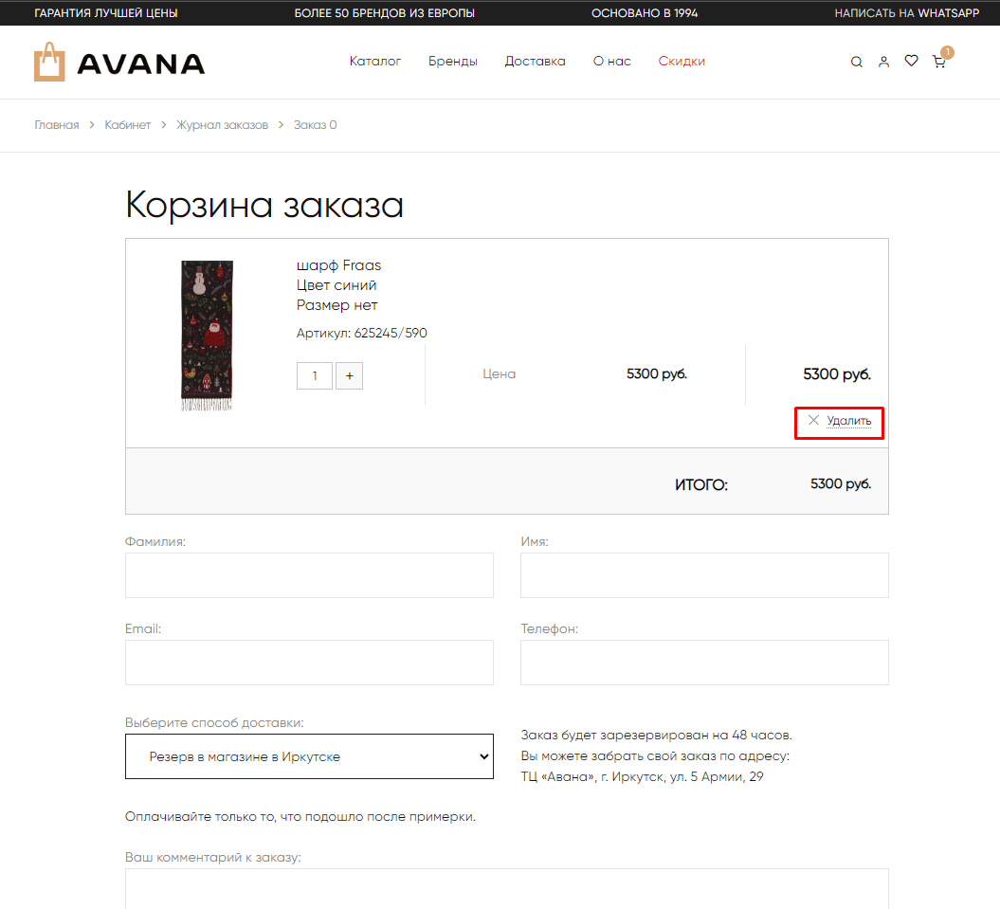 ГАРАНТИЯ ЛУЧШЕЙ ЦЕНЫ
БОЛЕЕ 50 БРЕНДОВ ИЗ ЕВРОПЫ
ОСНОВАНО В 1994
НАПИСАТЬ НА WHATSAPP
AVANA
Каталог
Бренды
Доставка
О нас
Скидки
1
Главная > Кабинет > Журнал заказов > Заказ 0
Корзина заказа
шарф Fraas
Цвет синий
Размер нет
Артикул: 625245/590
1 +
Цена
5300 руб.
5300 руб.
Удалить
ИТОГО:
5300 руб.
Фамилия:
Имя:
Email:
Телефон:
Выберите способ доставки:
Резерв в магазине в Иркутске
Заказ будет зарезервирован на 48 часов.
Вы можете забрать свой заказ по адресу:
ТЦ «Авана», г. Иркутск, ул. 5 Армии, 29
Оплачивайте только то, что подошло после примерки.
Ваш комментарий к заказу: